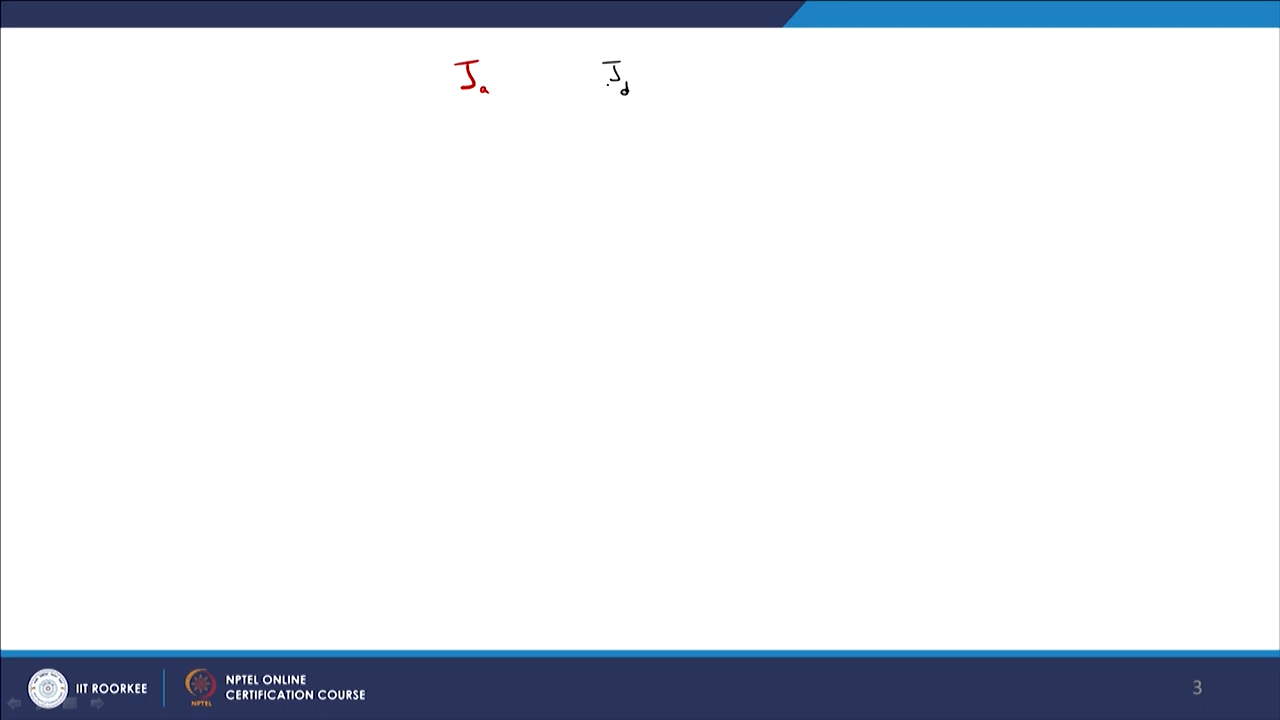 Ja Jd
IIT ROORKEE
NPTEL ONLINE
CERTIFICATION COURSE
3